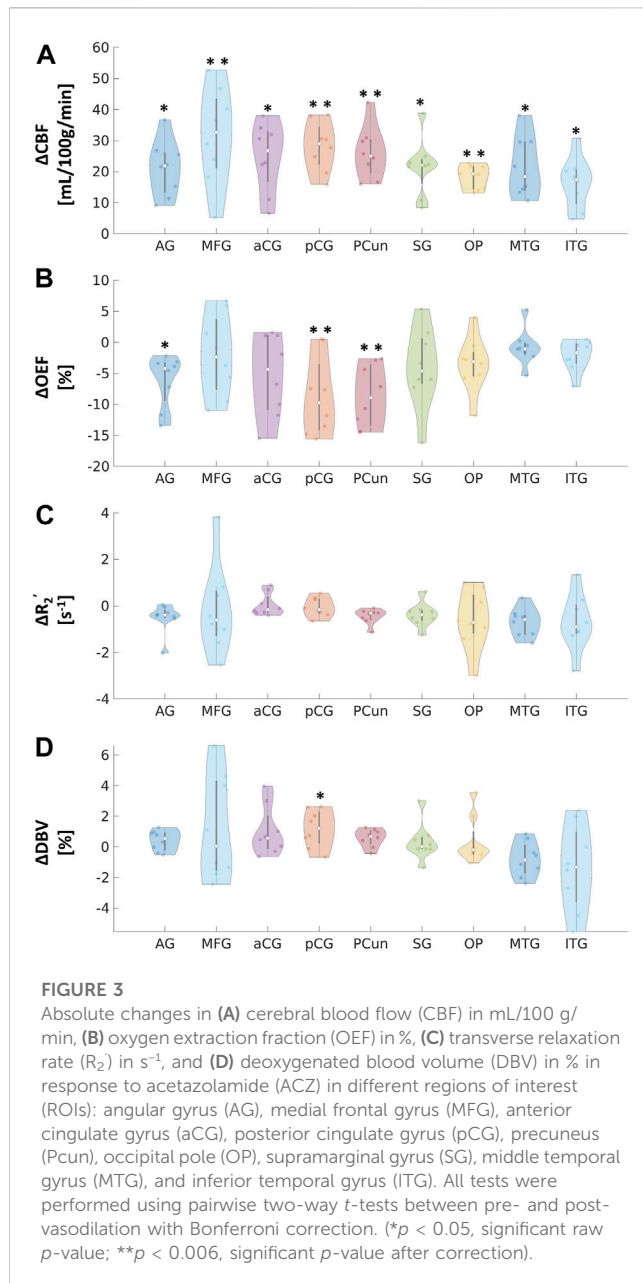 A
ΔCBF
[mL/100g/min]
60
50
40
30
20
10
0
* ** * ** ** * ** * *
AG MFG aCG pCG PCun SG OP MTG ITG
B
ΔOEF
[%]
10
5
0
-5
-10
-15
-20
* ** **
AG MFG aCG pCG PCun SG OP MTG ITG
C
ΔR2′
[s-1]
4
2
0
-2
-4
AG MFG aCG pCG PCun SG OP MTG ITG
D
ΔDBV
[%]
6
4
2
0
-2
-4
*
AG MFG aCG pCG PCun SG OP MTG ITG
FIGURE 3
Absolute changes in (A) cerebral blood flow (CBF) in mL/100 g/
min, (B) oxygen extraction fraction (OEF) in %, (C) transverse relaxation
rate (R2′) in s−1, and (D) deoxygenated blood volume (DBV) in % in
response to acetazolamide (ACZ) in different regions of interest
(ROIs): angular gyrus (AG), medial frontal gyrus (MFG), anterior
cingulate gyrus (aCG), posterior cingulate gyrus (pCG), precuneus
(Pcun), occipital pole (OP), supramarginal gyrus (SG), middle temporal
gyrus (MTG), and inferior temporal gyrus (ITG). All tests were
performed using pairwise two-way t-tests between pre- and post-
vasodilation with Bonferroni correction. (*p < 0.05, significant raw
p-value; **p < 0.006, significant p-value after correction).